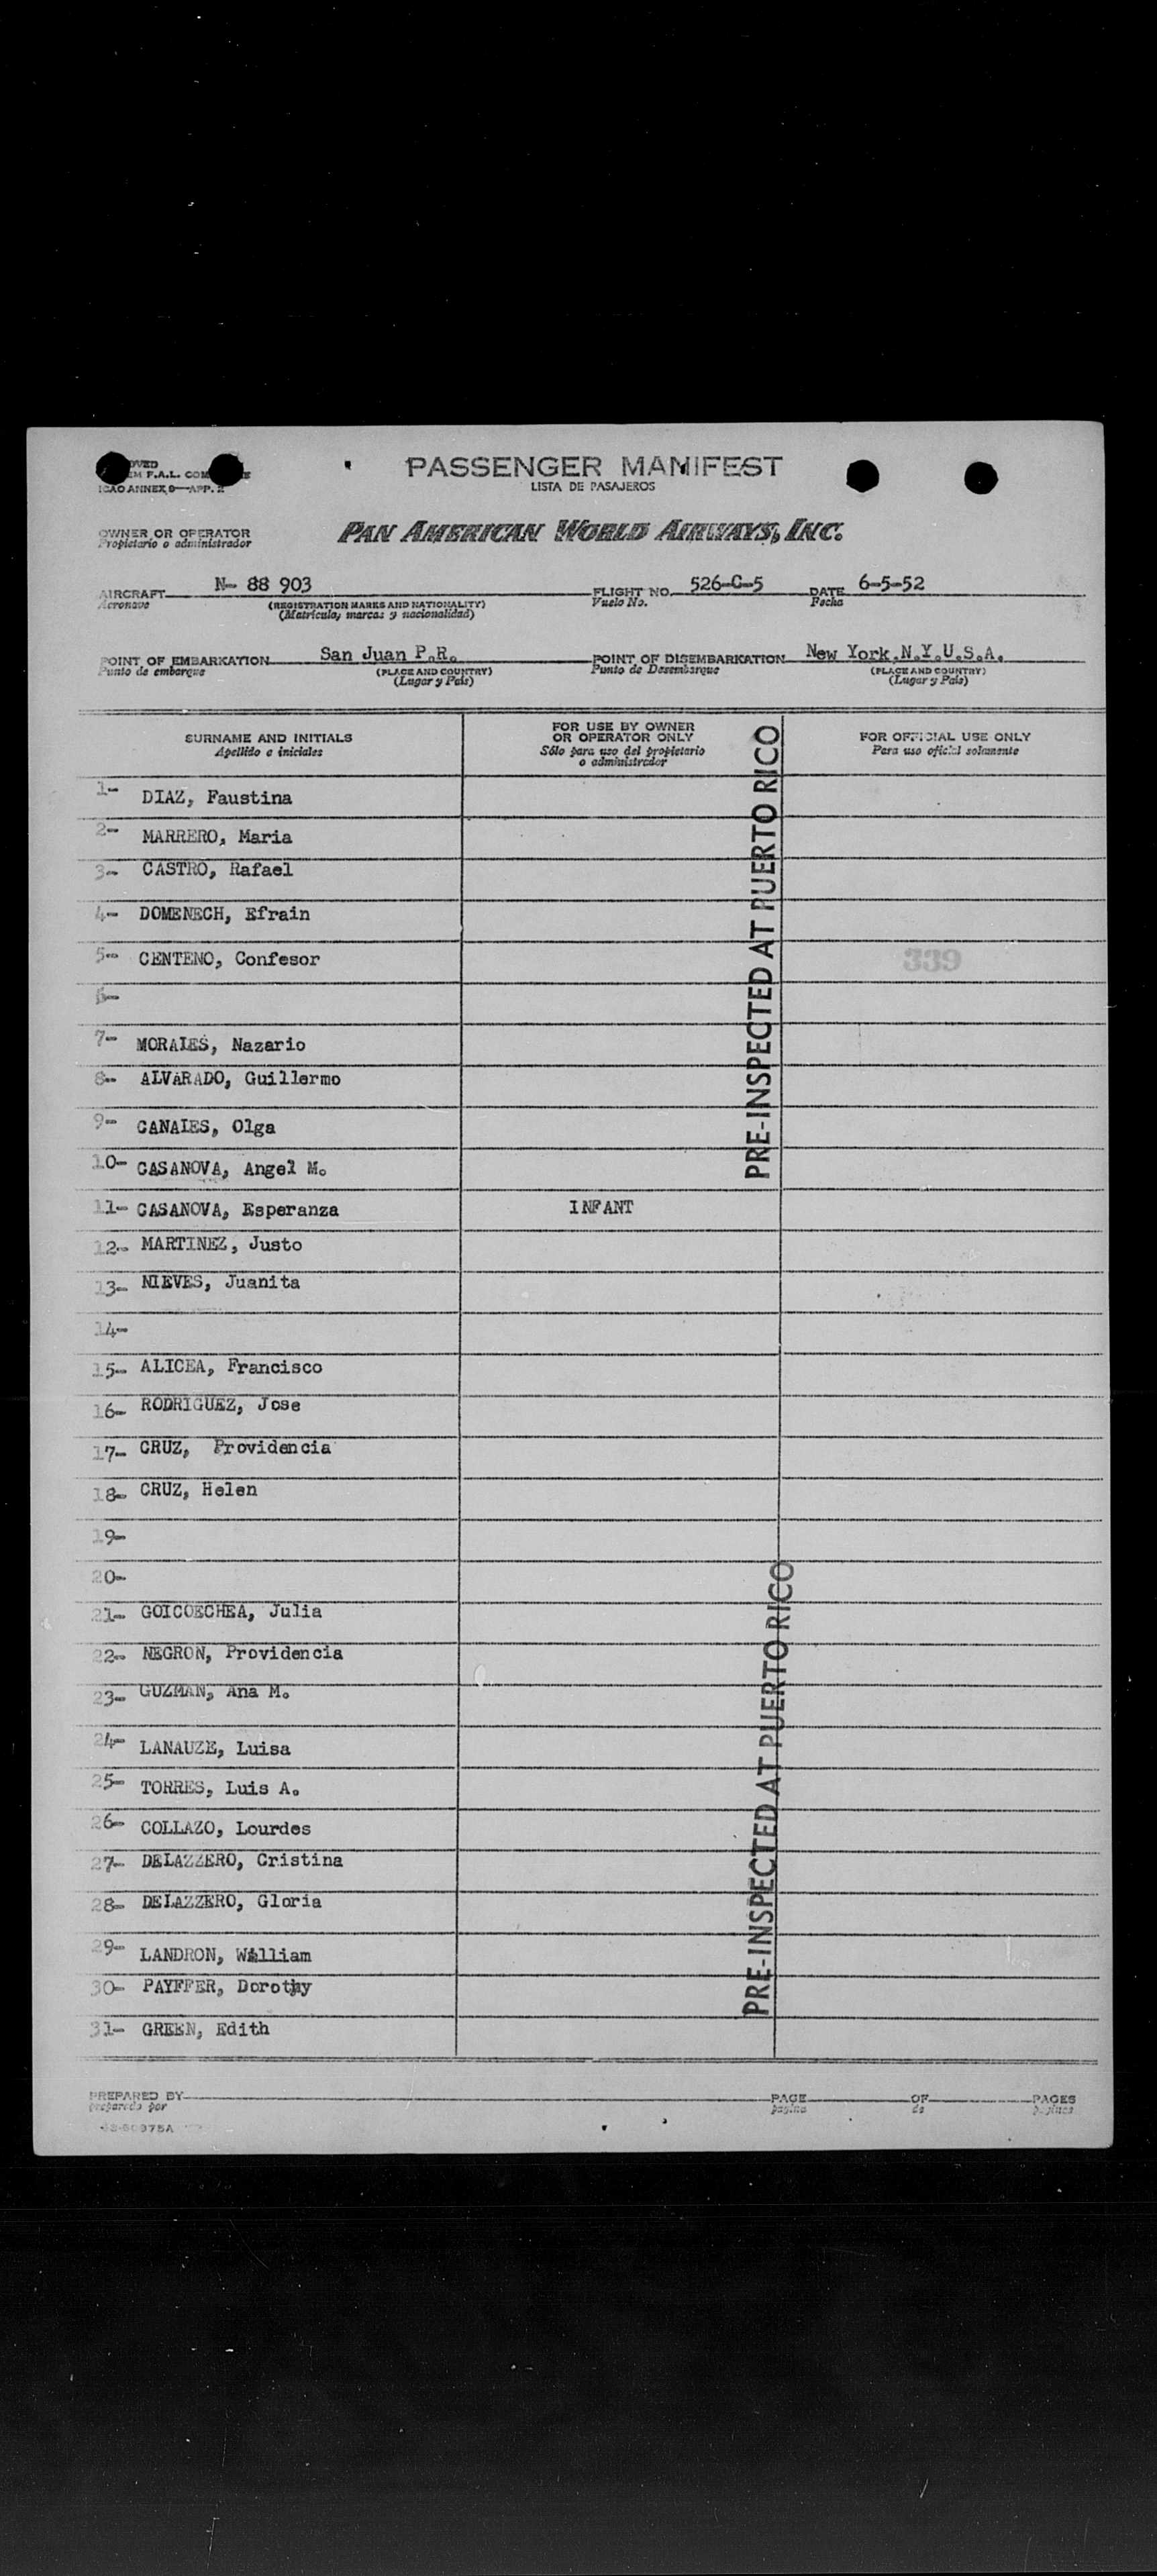 PASSENGER MANIFEST
LISTA DE PASAJEROS
F.A.L.
ICAO ANNEX 9—APP. 2
OWNER OR OPERATOR
Propietario o administrador
PAN AMERICAN WORLD AIRWAYS, INC.
AIRCRAFT N- 88 903 FLIGHT NO. 526-C-5 DATE 6-5-52
Aeronave (REGISTRATION MARKS AND NATIONALITY) Vuelo No. Fecha
(Matricula, marcas y nacionalidad)
POINT OF EMBARKATION San Juan P.R. POINT OF DISEMBARKATION New York, N.Y.U.S.A.
Punto de embarque (PLACE AND COUNTRY) Punto de Desembarque (PLACE AND COUNTRY)
(Lugar y País) (Lugar y País)
SURNAME AND INITIALS
Apellido e iniciales
FOR USE BY OWNER
OR OPERATOR ONLY
Sólo para uso del propietario
o administrador
FOR OFFICIAL USE ONLY
Para uso oficial solamente
1- DIAZ, Faustina
2- MARRERO, Maria
3- CASTRO, Rafael
4- DOMENECH, Efrain
5- CENTENO, Confesor
339
6-
7- MORALES, Nazario
8- ALVARADO, Guillermo
9- CANALES, Olga
10- CASANOVA, Angel M.
11- CASANOVA, Esperanza INFANT
12- MARTINEZ, Justo
13- NIEVES, Juanita
14-
15- ALICEA, Francisco
16- RODRIGUEZ, Jose
17- CRUZ, Providencia
18- CRUZ, Helen
19-
20-
21- GOICOECHEA, Julia
22- NEGRON, Providencia
23- GUZMAN, Ana M.
24- LANAUZE, Luisa
25- TORRES, Luis A.
26- COLLAZO, Lourdes
27- DELAZZERO, Cristina
28- DELAZZERO, Gloria
29- LANDRON, William
30- PAYFFER, Dorothy
31- GREEN, Edith
PRE-INSPECTED AT PUERTO RICO
PRE-INSPECTED AT PUERTO RICO
PREPARED BY PAGE OF PAGES
preparado por pagina de paginas